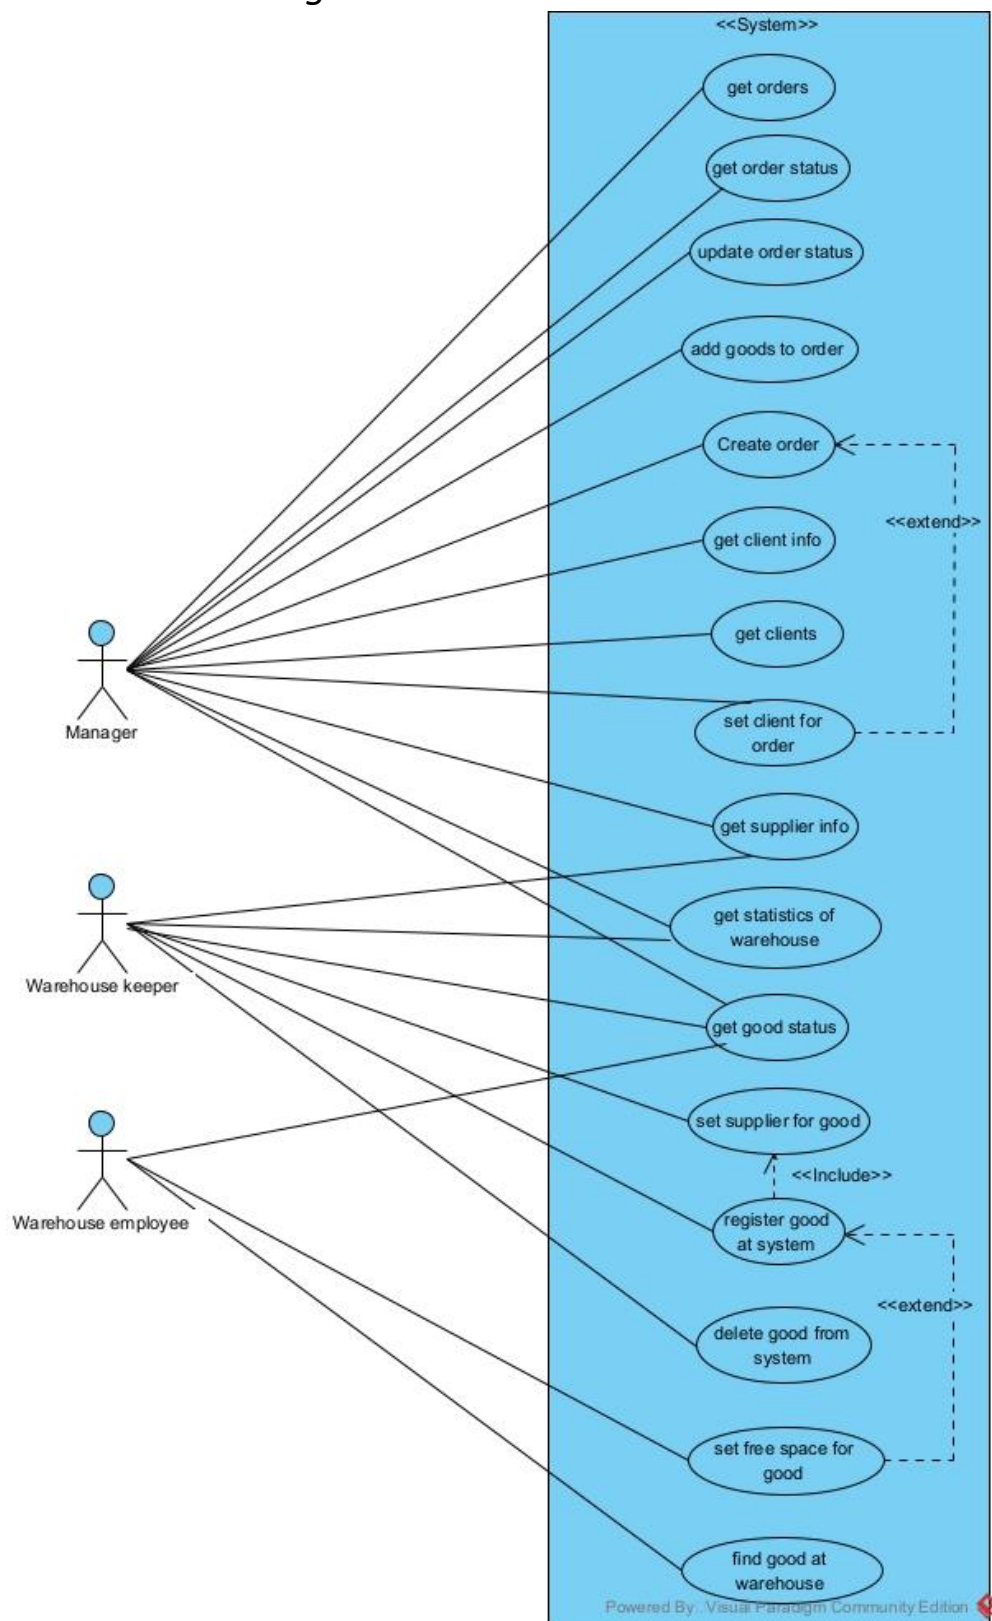 <<System>>
get orders
get order status
update order status
add goods to order
Create order
<<extend>>
get client info
get clients
Manager
set client for
order
get supplier info
get statistics of
warehouse
Warehouse keeper
get good status
set supplier for good
<<Include>>
Warehouse employee
register good
at system
<<extend>>
delete good from
system
set free space for
good
find good at
warehouse
Powered By: Visual Paradigm Community Edition